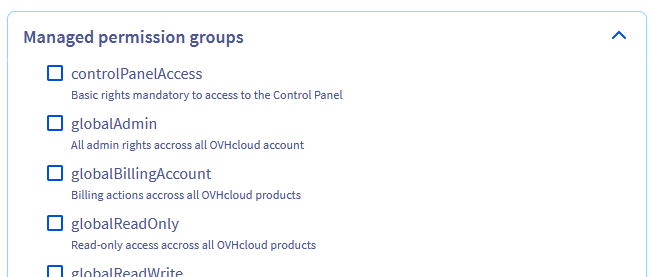 Managed permission groups
controlPanelAccess
Basic rights mandatory to access to the Control Panel
globalAdmin
All admin rights accross all OVHcloud account
globalBillingAccount
Billing actions accross all OVHcloud products
globalReadOnly
Read-only access accross all OVHcloud products
globalReadWrite